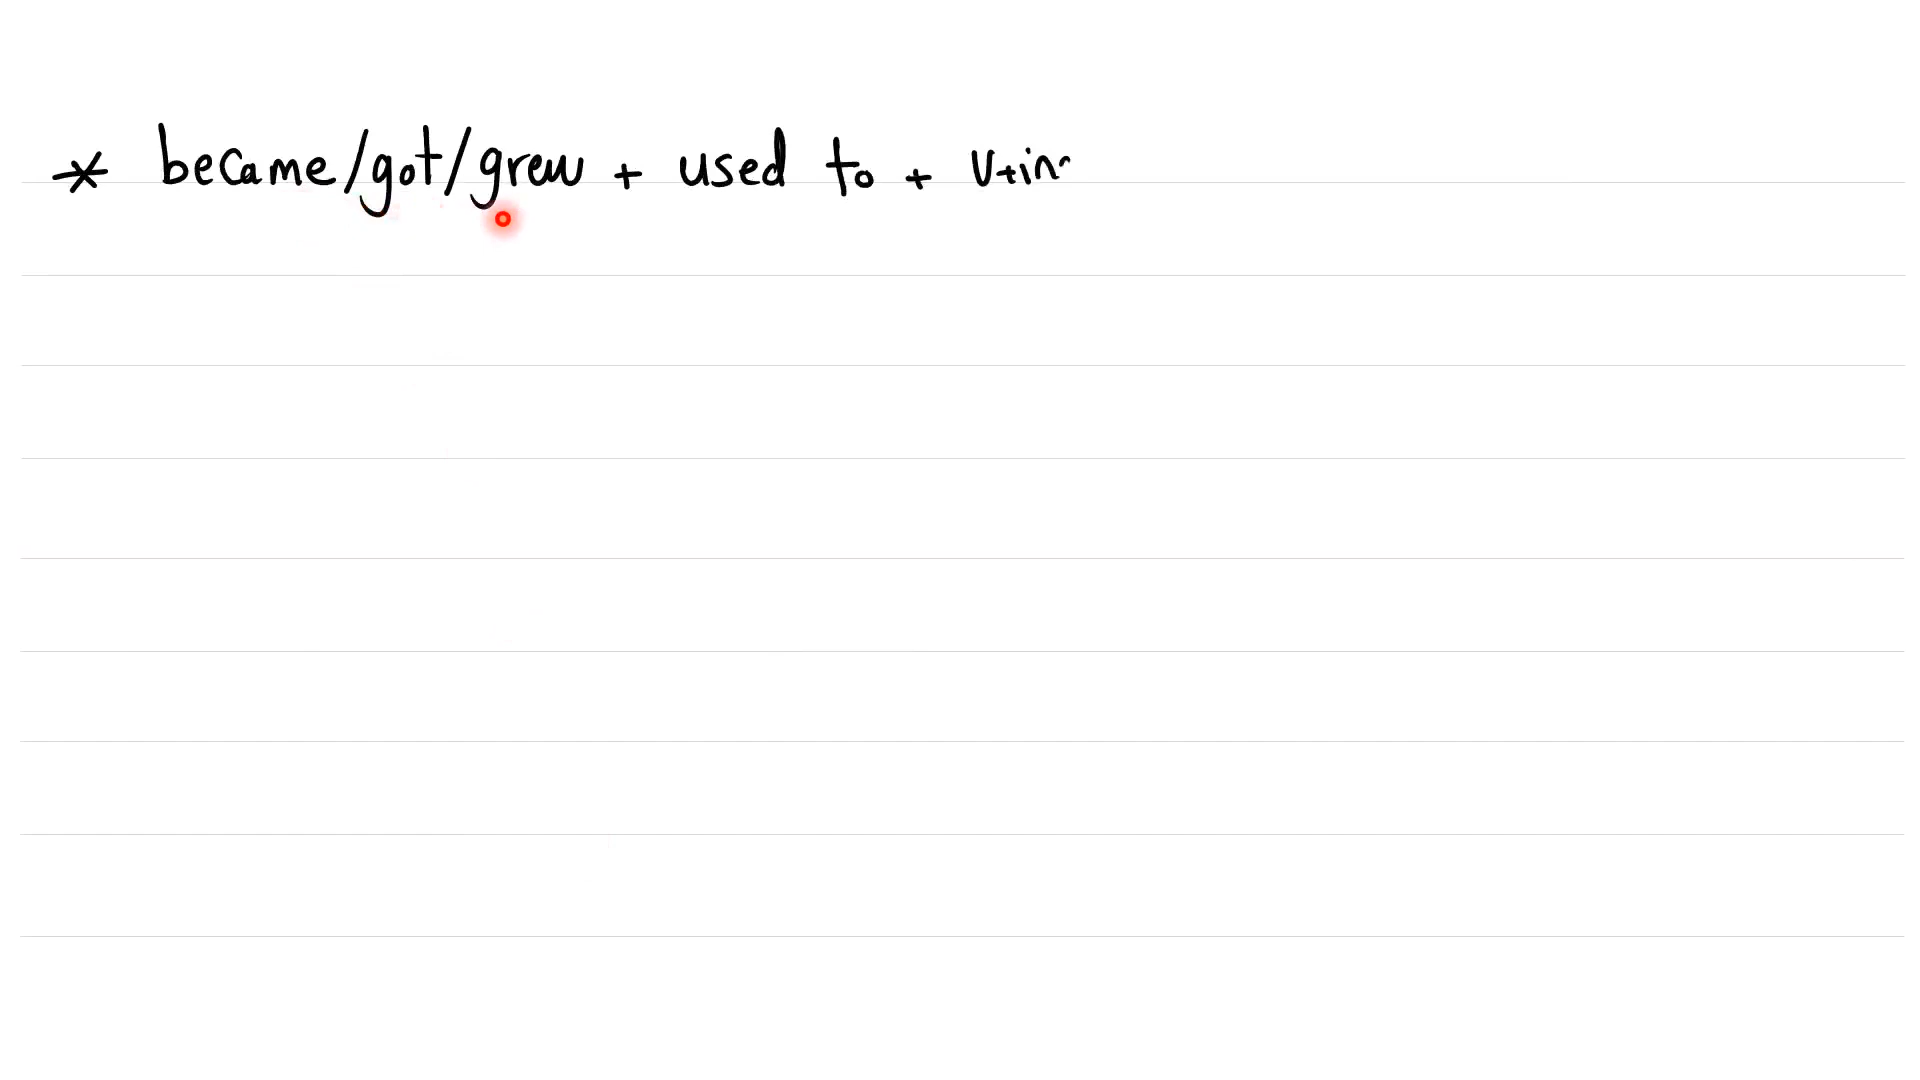 * became/got/grew + used to + v+in